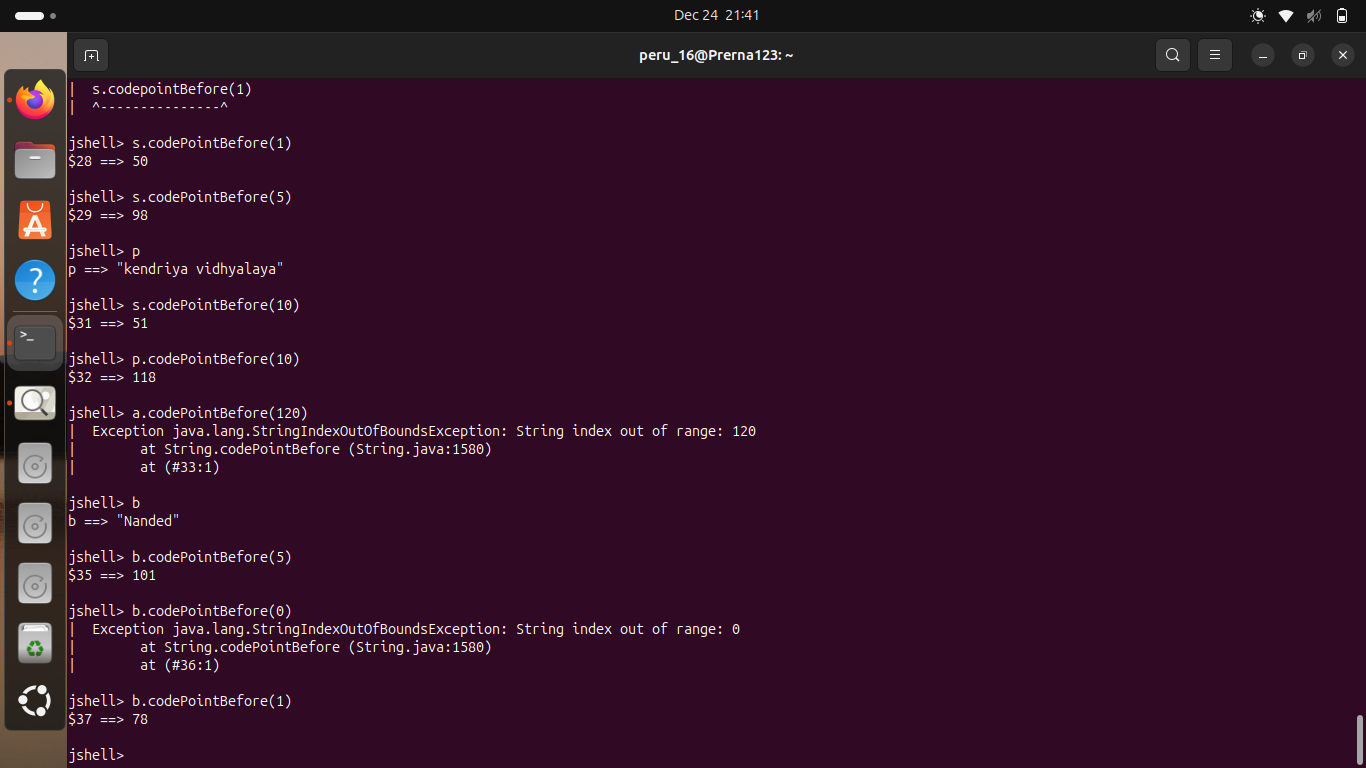 Dec 24 21:41
peru_16@Prerna123: ~
| s.codepointBefore(1)
| ^---------------^
jshell> s.codePointBefore(1)
$28 ==> 50
jshell> s.codePointBefore(5)
$29 ==> 98
jshell> p
p ==> "kendriya vidhyalaya"
jshell> s.codePointBefore(10)
$31 ==> 51
jshell> p.codePointBefore(10)
$32 ==> 118
jshell> a.codePointBefore(120)
| Exception java.lang.StringIndexOutOfBoundsException: String index out of range: 120
| at String.codePointBefore (String.java:1580)
| at (#33:1)
jshell> b
b ==> "Nanded"
jshell> b.codePointBefore(5)
$35 ==> 101
jshell> b.codePointBefore(0)
| Exception java.lang.StringIndexOutOfBoundsException: String index out of range: 0
| at String.codePointBefore (String.java:1580)
| at (#36:1)
jshell> b.codePointBefore(1)
$37 ==> 78
jshell>